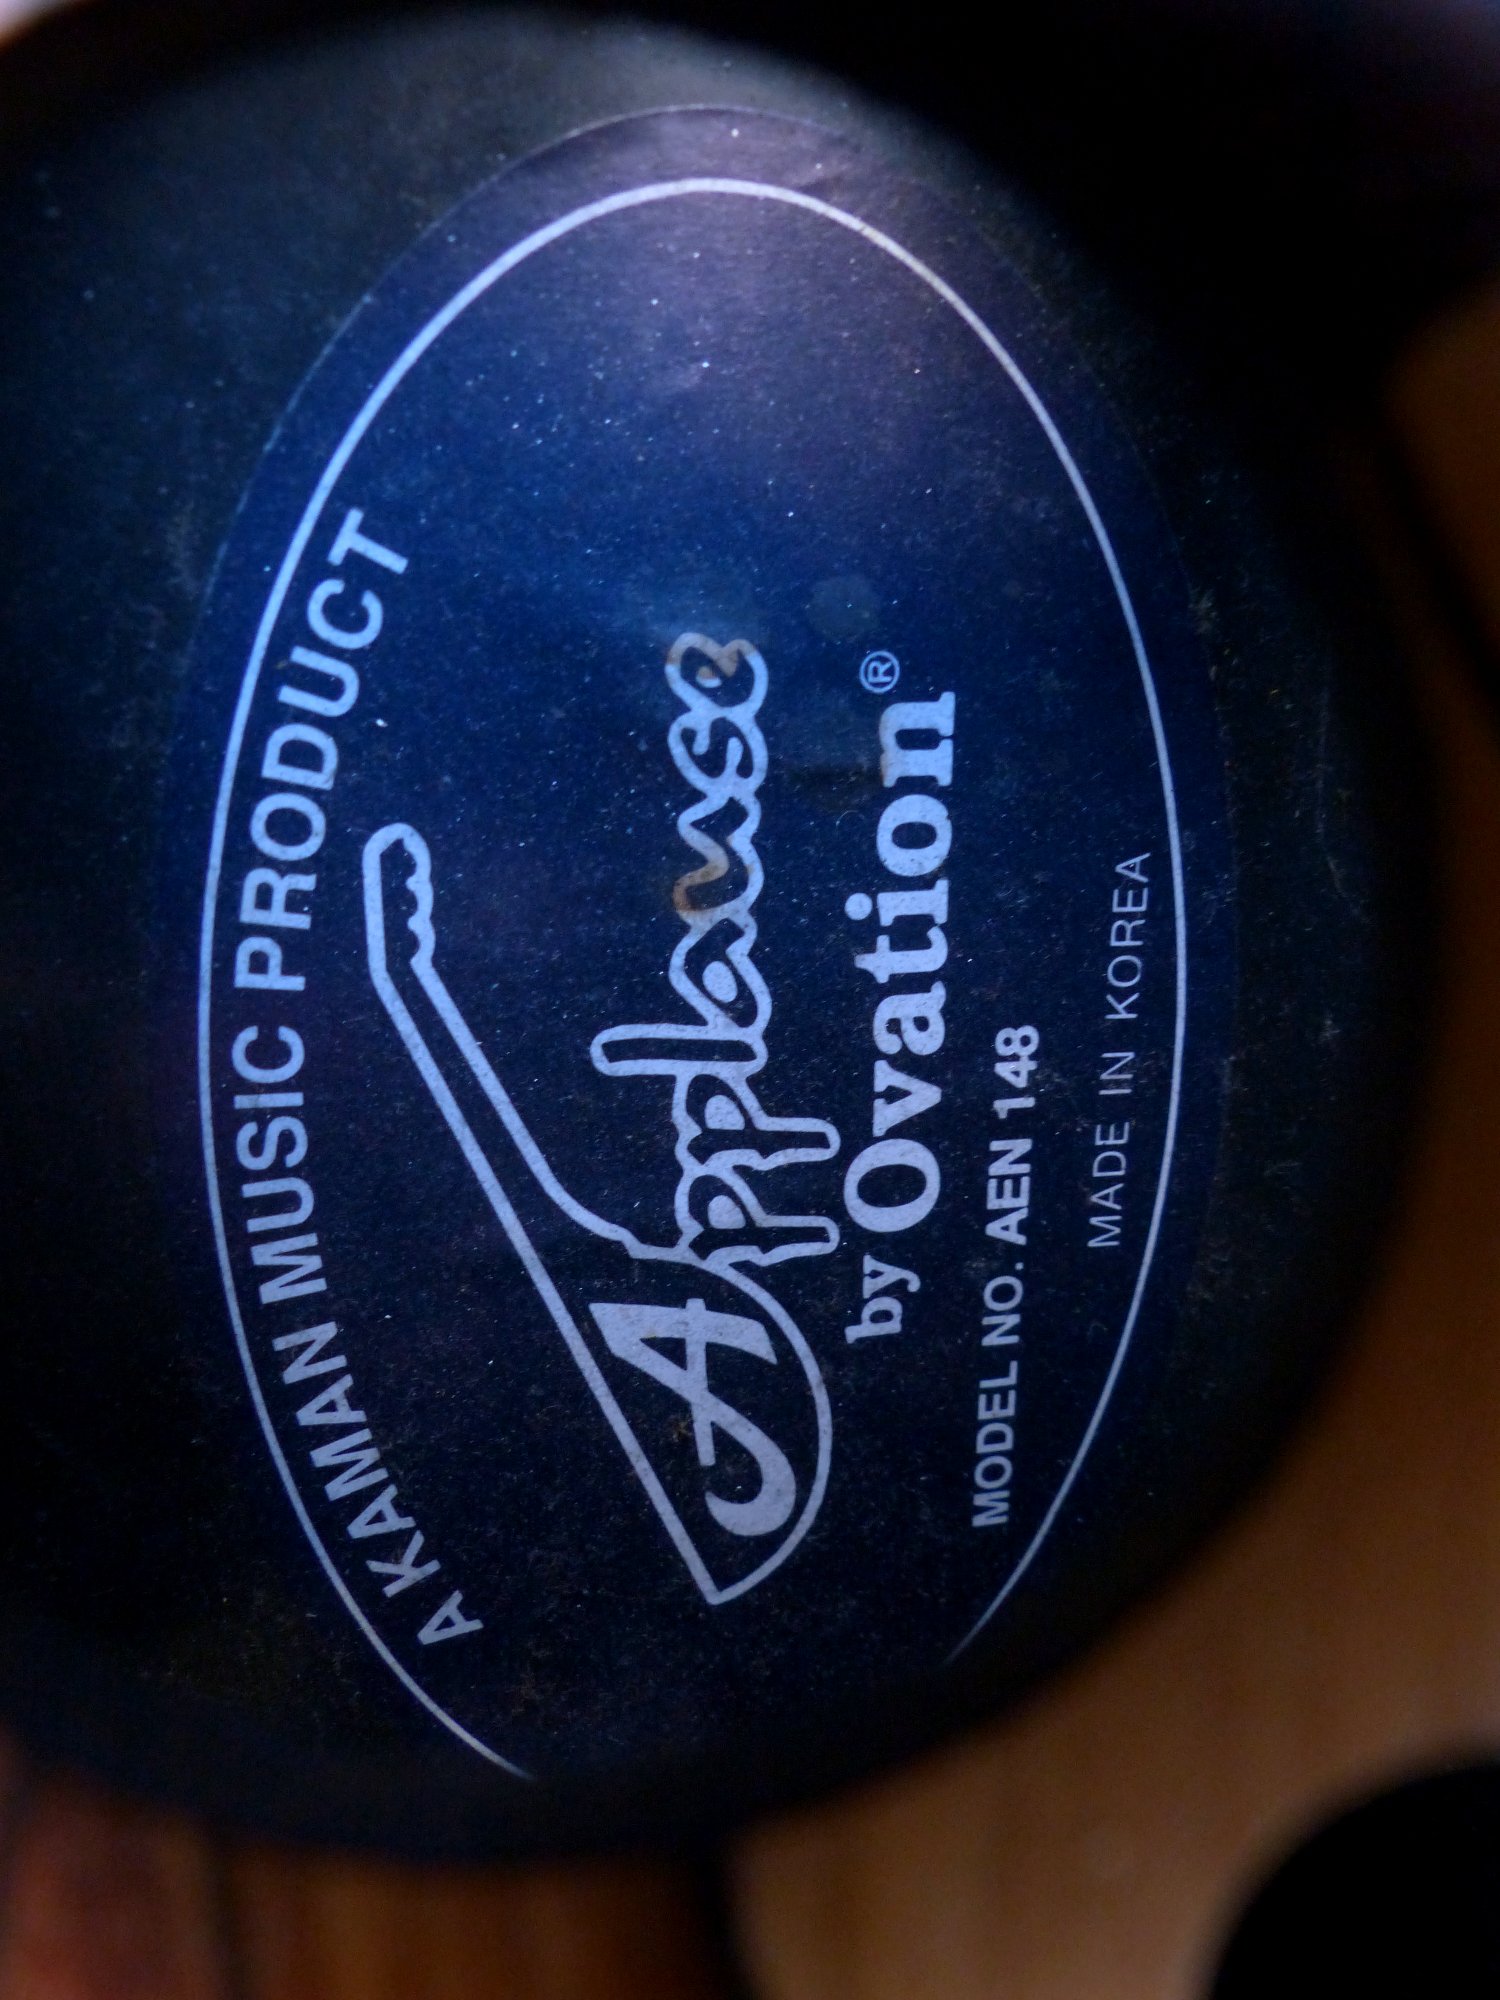 A KAMAN MUSIC PRODUCT
Applause
by Ovation®
MODEL NO. AEN 148
MADE IN KOREA